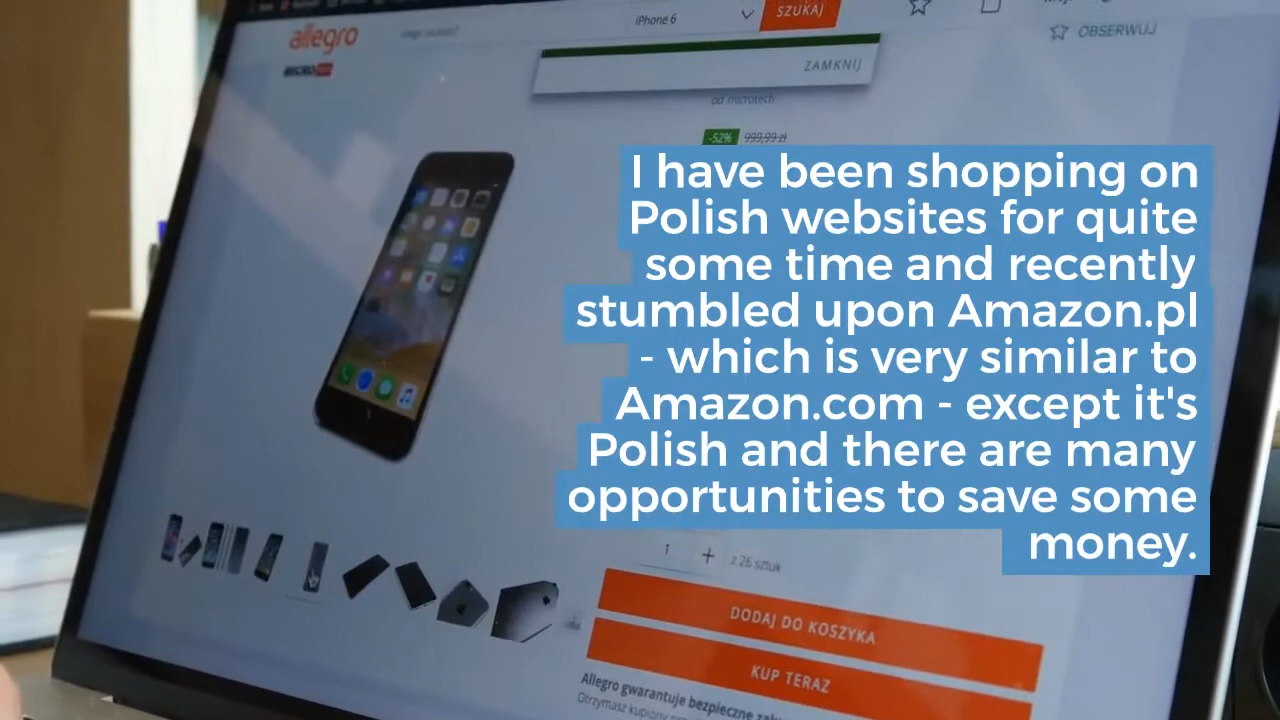 allegro
iPhone 6
SZUKAJ
OBSERWUJ
ZAMKNIJ
od microtech
-52% 999,99 zł
I have been shopping on
Polish websites for quite
some time and recently
stumbled upon Amazon.pl
- which is very similar to
Amazon.com - except it's
Polish and there are many
opportunities to save some
money.
1 + z 26 sztuk
DODAJ DO KOSZYKA
KUP TERAZ
Allegro gwarantuje bezpieczne
Otrzymasz